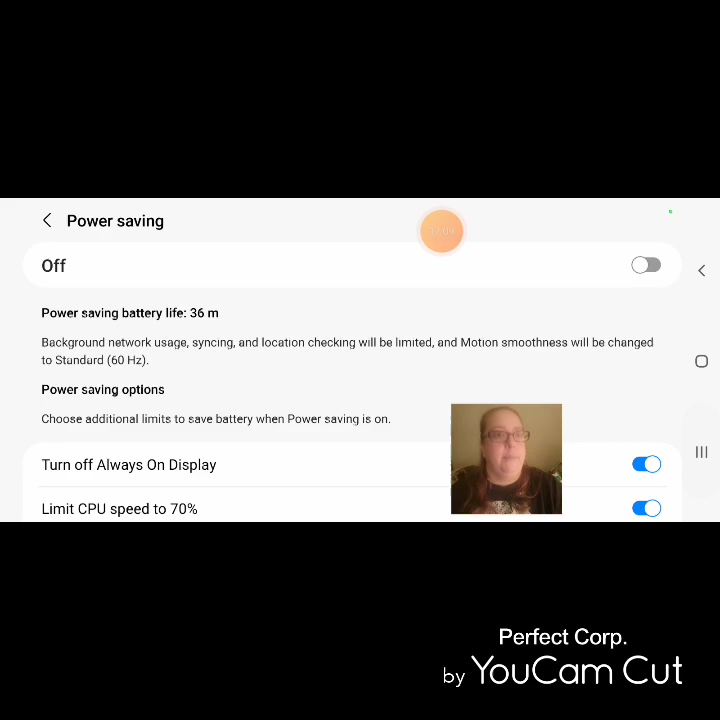 Power saving
Off
Power saving battery life: 36 m
Background network usage, syncing, and location checking will be limited, and Motion smoothness will be changed
to Standard (60 Hz).
Power saving options
Choose additional limits to save battery when Power saving is on.
Turn off Always On Display
Limit CPU speed to 70%
Perfect Corp.
by YouCam Cut